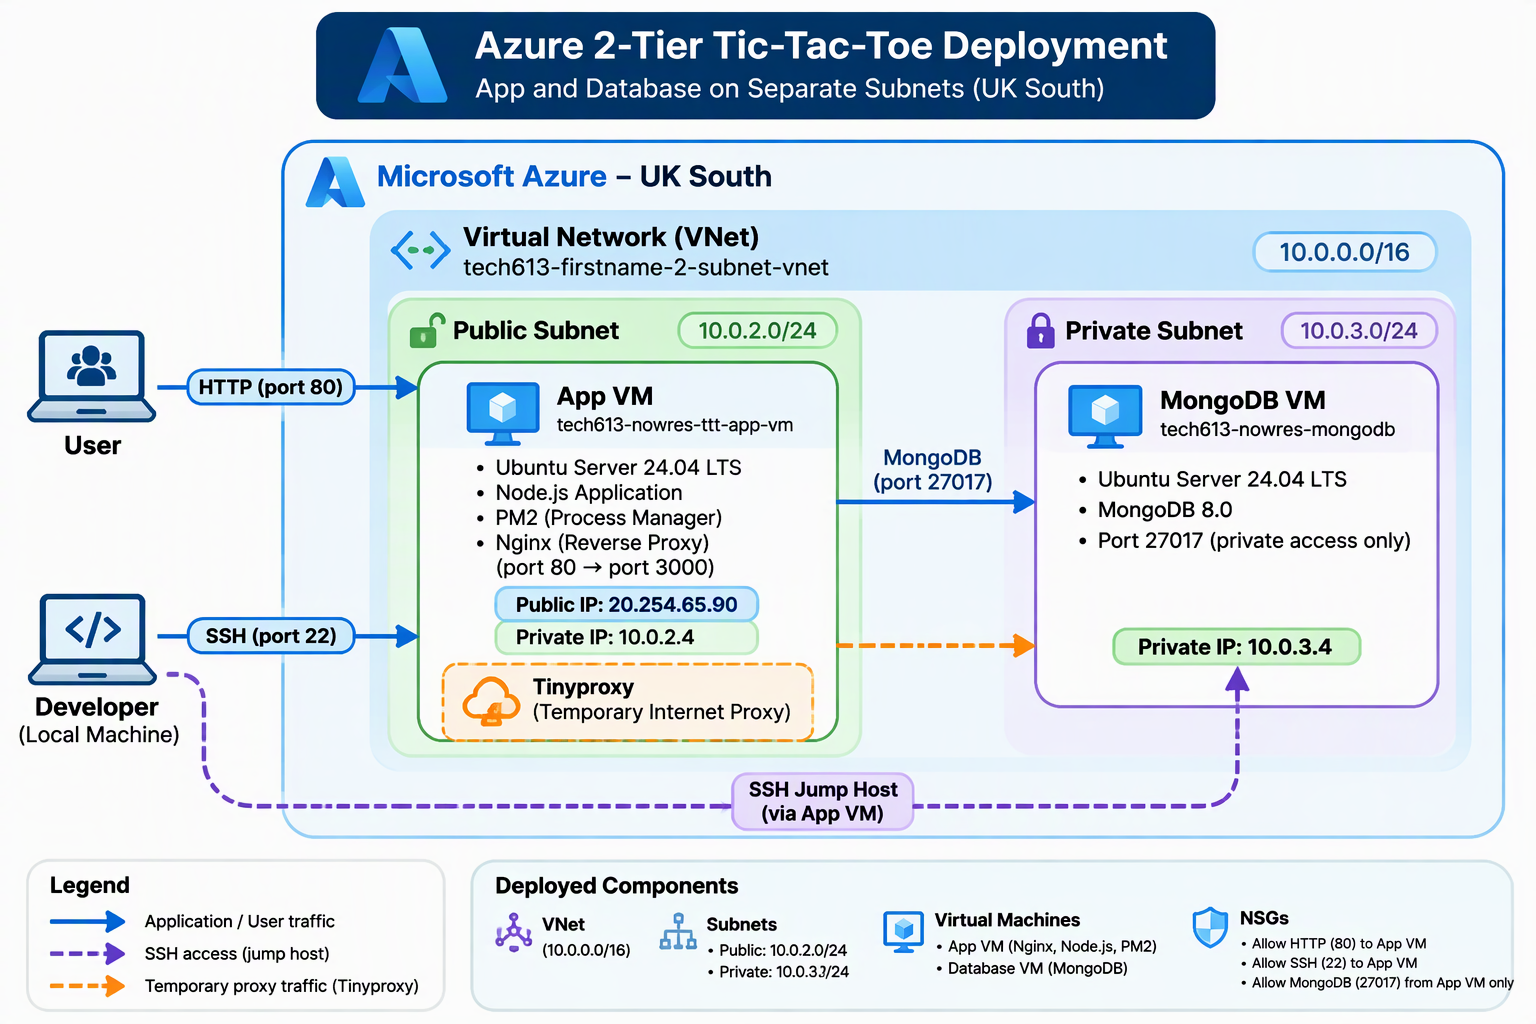 Azure 2-Tier Tic-Tac-Toe Deployment
App and Database on Separate Subnets (UK South)
Microsoft Azure – UK South
Virtual Network (VNet)
tech613-firstname-2-subnet-vnet
10.0.0.0/16
Public Subnet
10.0.2.0/24
Private Subnet
10.0.3.0/24
HTTP (port 80)
User
App VM
tech613-nowres-ttt-app-vm
• Ubuntu Server 24.04 LTS
• Node.js Application
• PM2 (Process Manager)
• Nginx (Reverse Proxy)
(port 80 → port 3000)
Public IP: 20.254.65.90
Private IP: 10.0.2.4
Tinyproxy
(Temporary Internet Proxy)
MongoDB
(port 27017)
MongoDB VM
tech613-nowres-mongodb
• Ubuntu Server 24.04 LTS
• MongoDB 8.0
• Port 27017 (private access only)
Private IP: 10.0.3.4
</>
SSH (port 22)
Developer
(Local Machine)
SSH Jump Host
(via App VM)
Legend
Application / User traffic
SSH access (jump host)
Temporary proxy traffic (Tinyproxy)
Deployed Components
VNet
(10.0.0.0/16)
Subnets
• Public: 10.0.2.0/24
• Private:
Virtual Machines
• App VM (Nginx, Node.js, PM2)
• Database VM (MongoDB)
NSGs
• Allow HTTP (80) to App VM
• Allow SSH (22) to App VM
• Allow MongoDB (27017) from App VM only